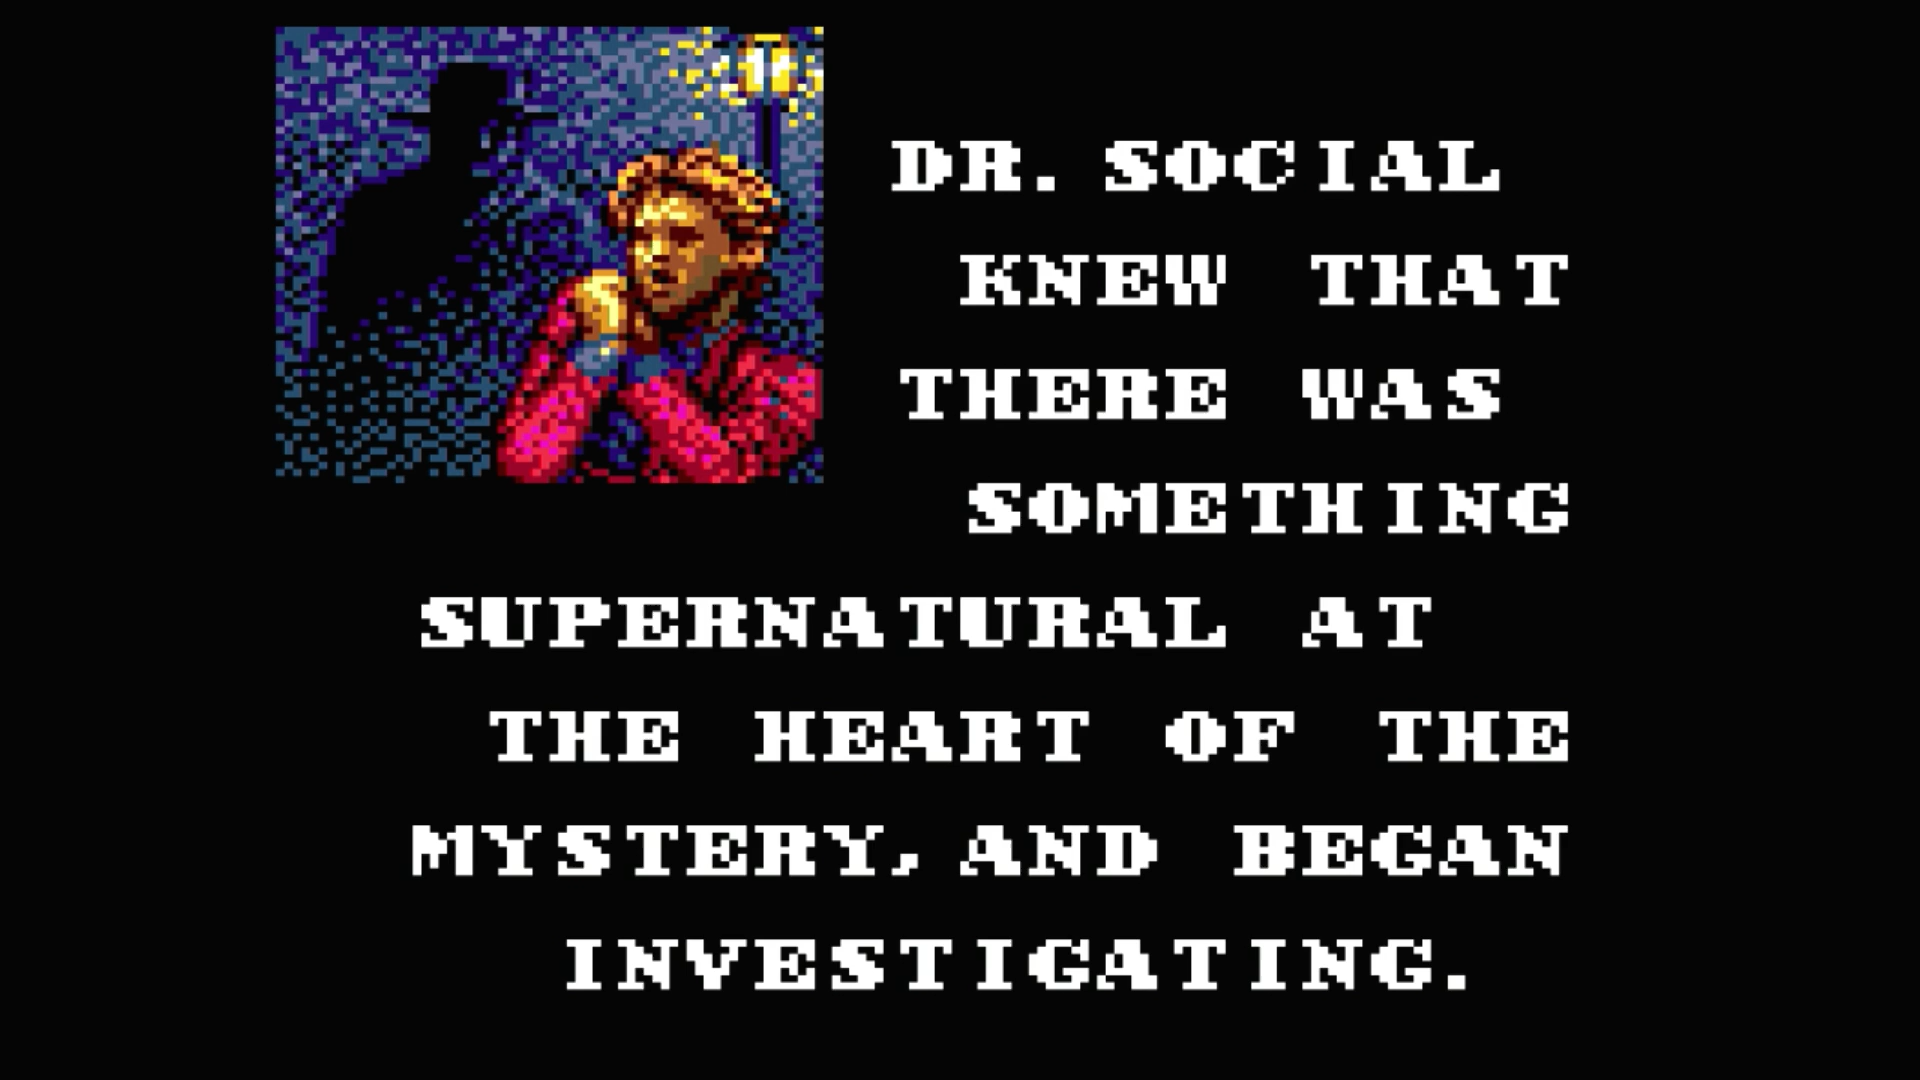 DR. SOCIAL
KNEW THAT
THERE WAS
SOMETHING
SUPERNATURAL AT
THE HEART OF THE
MYSTERY, AND BEGAN
INVESTIGATING.